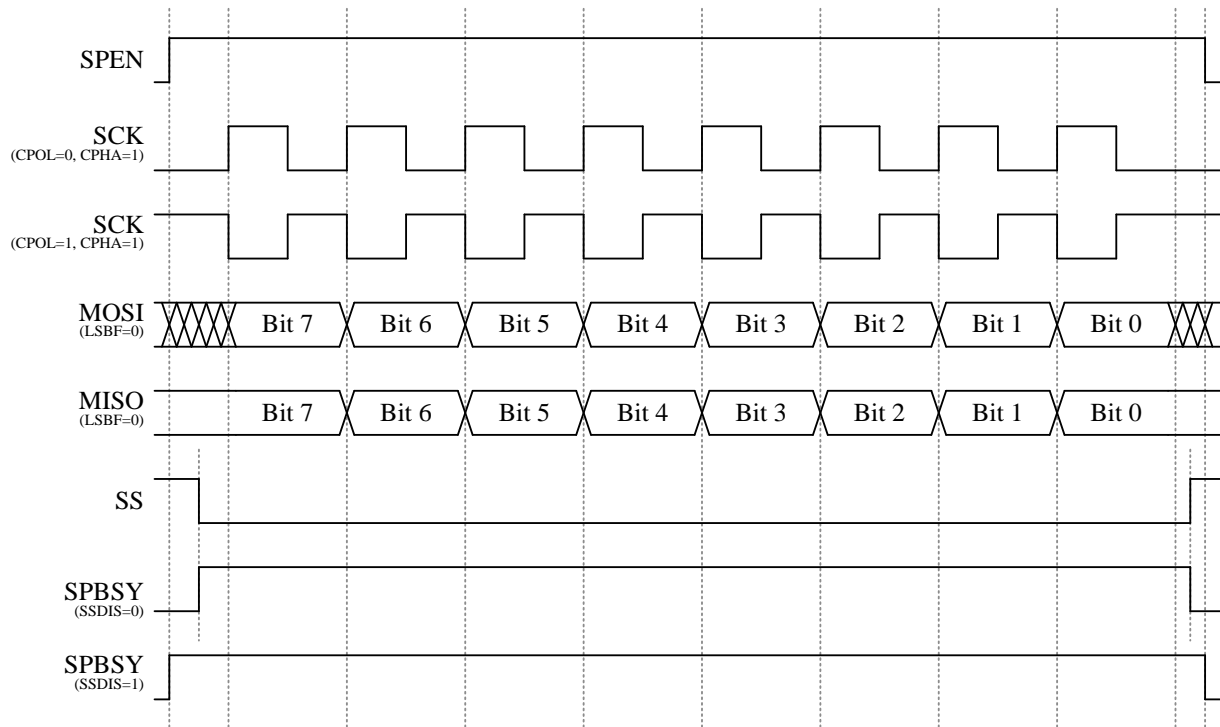 SPEN
SCK
(CPOL=0, CPHA=1)
SCK
(CPOL=1, CPHA=1)
MOSI
(LSBF=0)
Bit 7 Bit 6 Bit 5 Bit 4 Bit 3 Bit 2 Bit 1 Bit 0
MISO
(LSBF=0)
Bit 7 Bit 6 Bit 5 Bit 4 Bit 3 Bit 2 Bit 1 Bit 0
SS
SPBSY
(SSDIS=0)
SPBSY
(SSDIS=1)